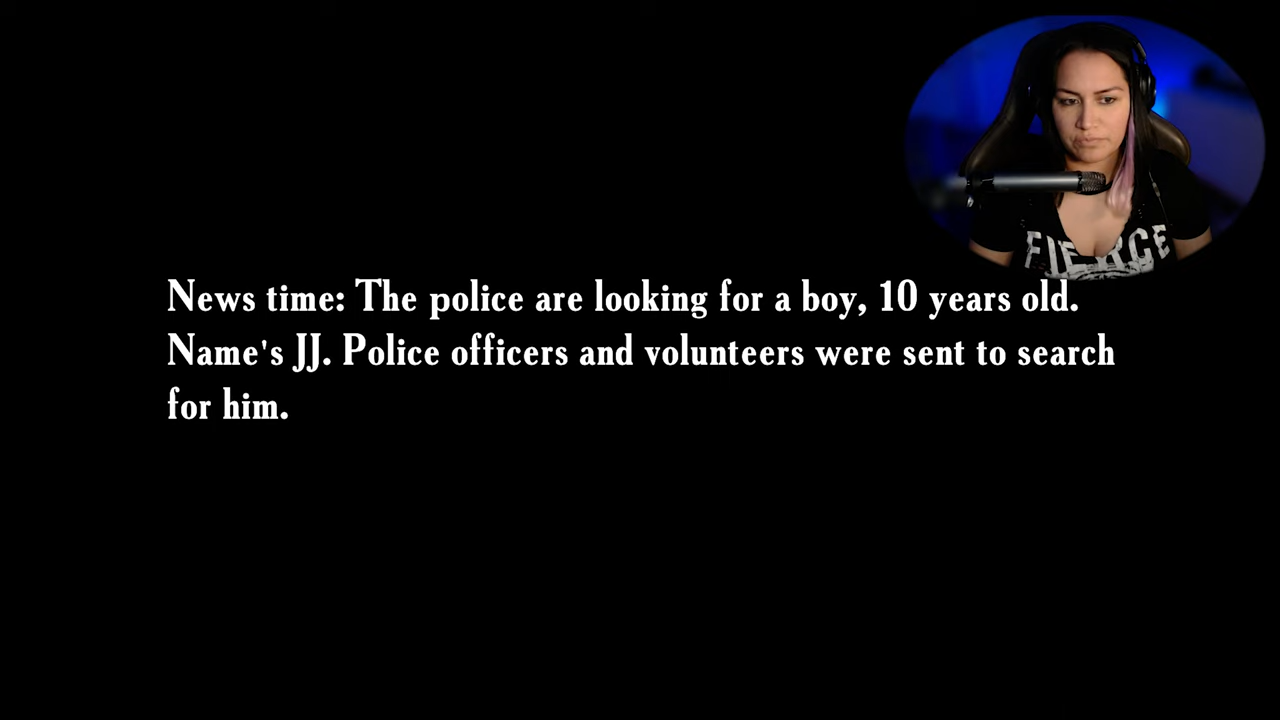 FIERCE
News time: The police are looking for a boy, 10 years old.
Name's JJ. Police officers and volunteers were sent to search
for him.